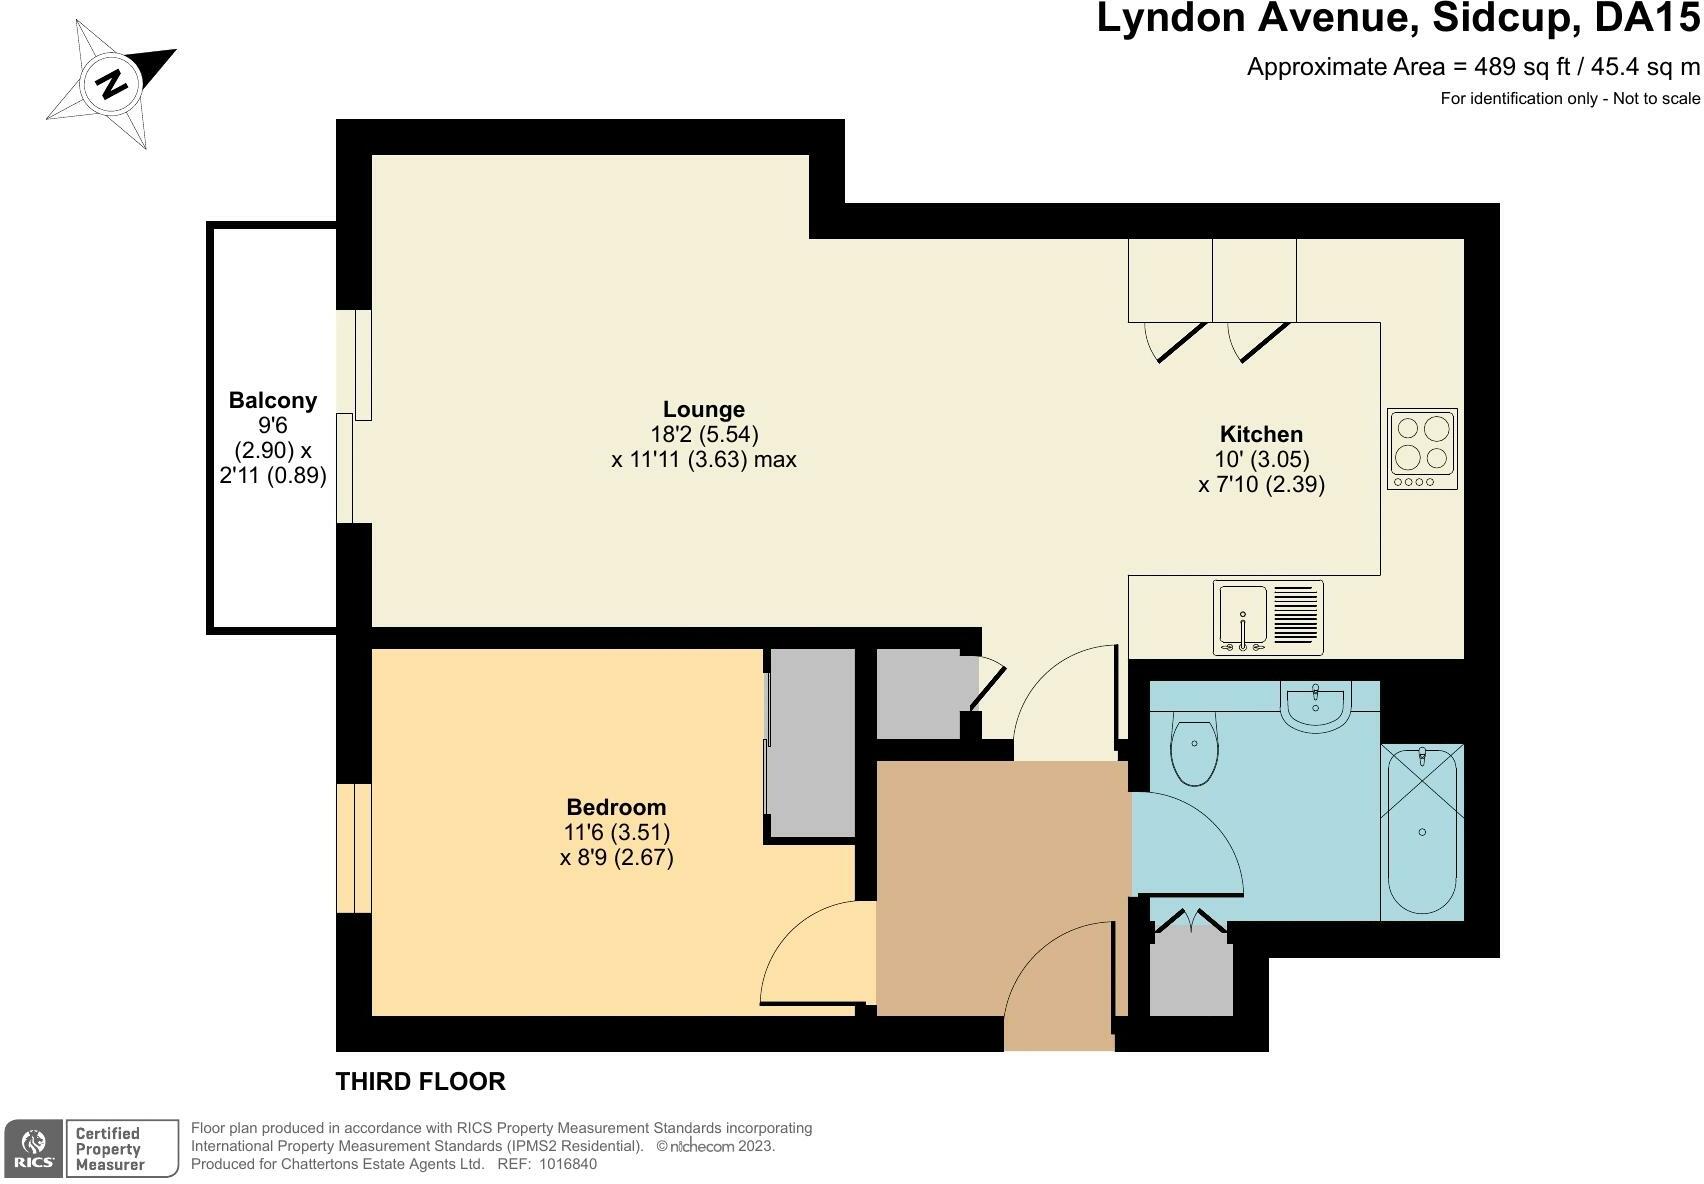 Lyndon Avenue, Sidcup, DA15
Approximate Area = 489 sq ft / 45.4 sq m
For identification only - Not to scale
N
Balcony
9'6
(2.90) x
2'11 (0.89)
Lounge
18'2 (5.54)
x 11'11 (3.63) max
Kitchen
10' (3.05)
x 7'10 (2.39)
Bedroom
11'6 (3.51)
x 8'9 (2.67)
THIRD FLOOR
RICS
Certified
Property
Measurer
Floor plan produced in accordance with RICS Property Measurement Standards incorporating
International Property Measurement Standards (IPMS2 Residential). © nichecom 2023.
Produced for Chattertons Estate Agents Ltd. REF: 1016840